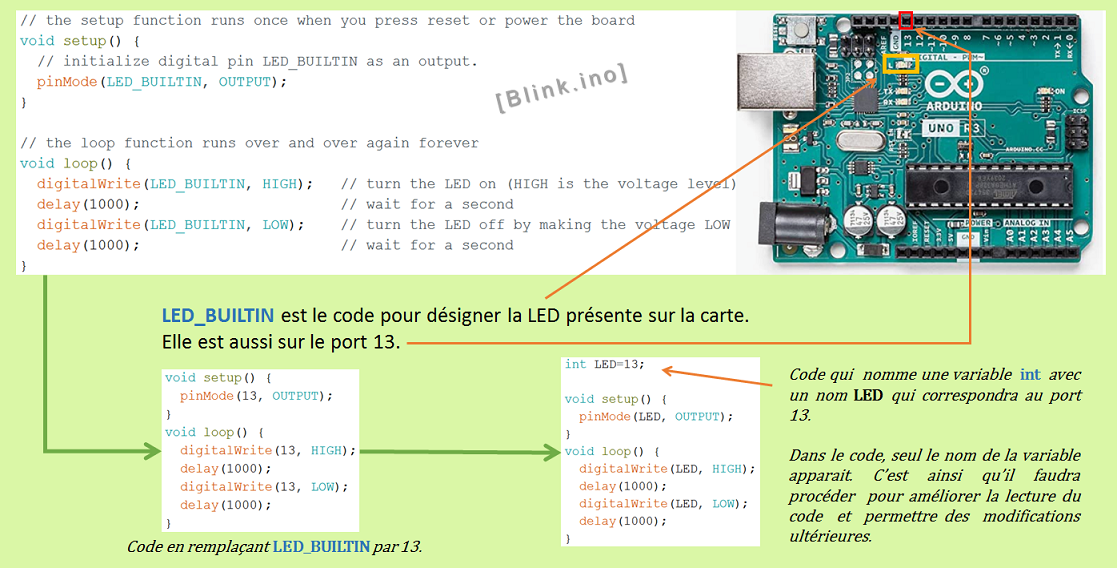 // the setup function runs once when you press reset or power the board
void setup() {
// initialize digital pin LED_BUILTIN as an output.
pinMode(LED_BUILTIN, OUTPUT);
}
[Blink.ino]
// the loop function runs over and over again forever
void loop() {
digitalWrite(LED_BUILTIN, HIGH);   // turn the LED on (HIGH is the voltage level)
delay(1000);                       // wait for a second
digitalWrite(LED_BUILTIN, LOW);    // turn the LED off by making the voltage LOW
delay(1000);                       // wait for a second
}
AREF
GND
13
12
~11
~10
~9
8
7
~6
~5
4
~3
2
TX→1
RX←0
DIGITAL - PWM~
L
TX
RX
ON
ICSP
ARDUINO
UNO R3
ARDUINO.CC
POWER
ANALOG IN
IOREF
RESET
3V3
5V
GND
Vin
A0
A1
A2
A3
A4
A5
LED_BUILTIN est le code pour désigner la LED présente sur la carte.
Elle est aussi sur le port 13.
void setup() {
pinMode(13, OUTPUT);
}
void loop() {
digitalWrite(13, HIGH);
delay(1000);
digitalWrite(13, LOW);
delay(1000);
}
Code en remplaçant LED_BUILTIN par 13.
int LED=13;
void setup() {
pinMode(LED, OUTPUT);
}
void loop() {
digitalWrite(LED, HIGH);
delay(1000);
digitalWrite(LED, LOW);
delay(1000);
}
Code qui nomme une variable int avec
un nom LED qui correspondra au port
13.
Dans le code, seul le nom de la variable
apparait. C'est ainsi qu'il faudra
procéder pour améliorer la lecture du
code et permettre des modifications
ultérieures.